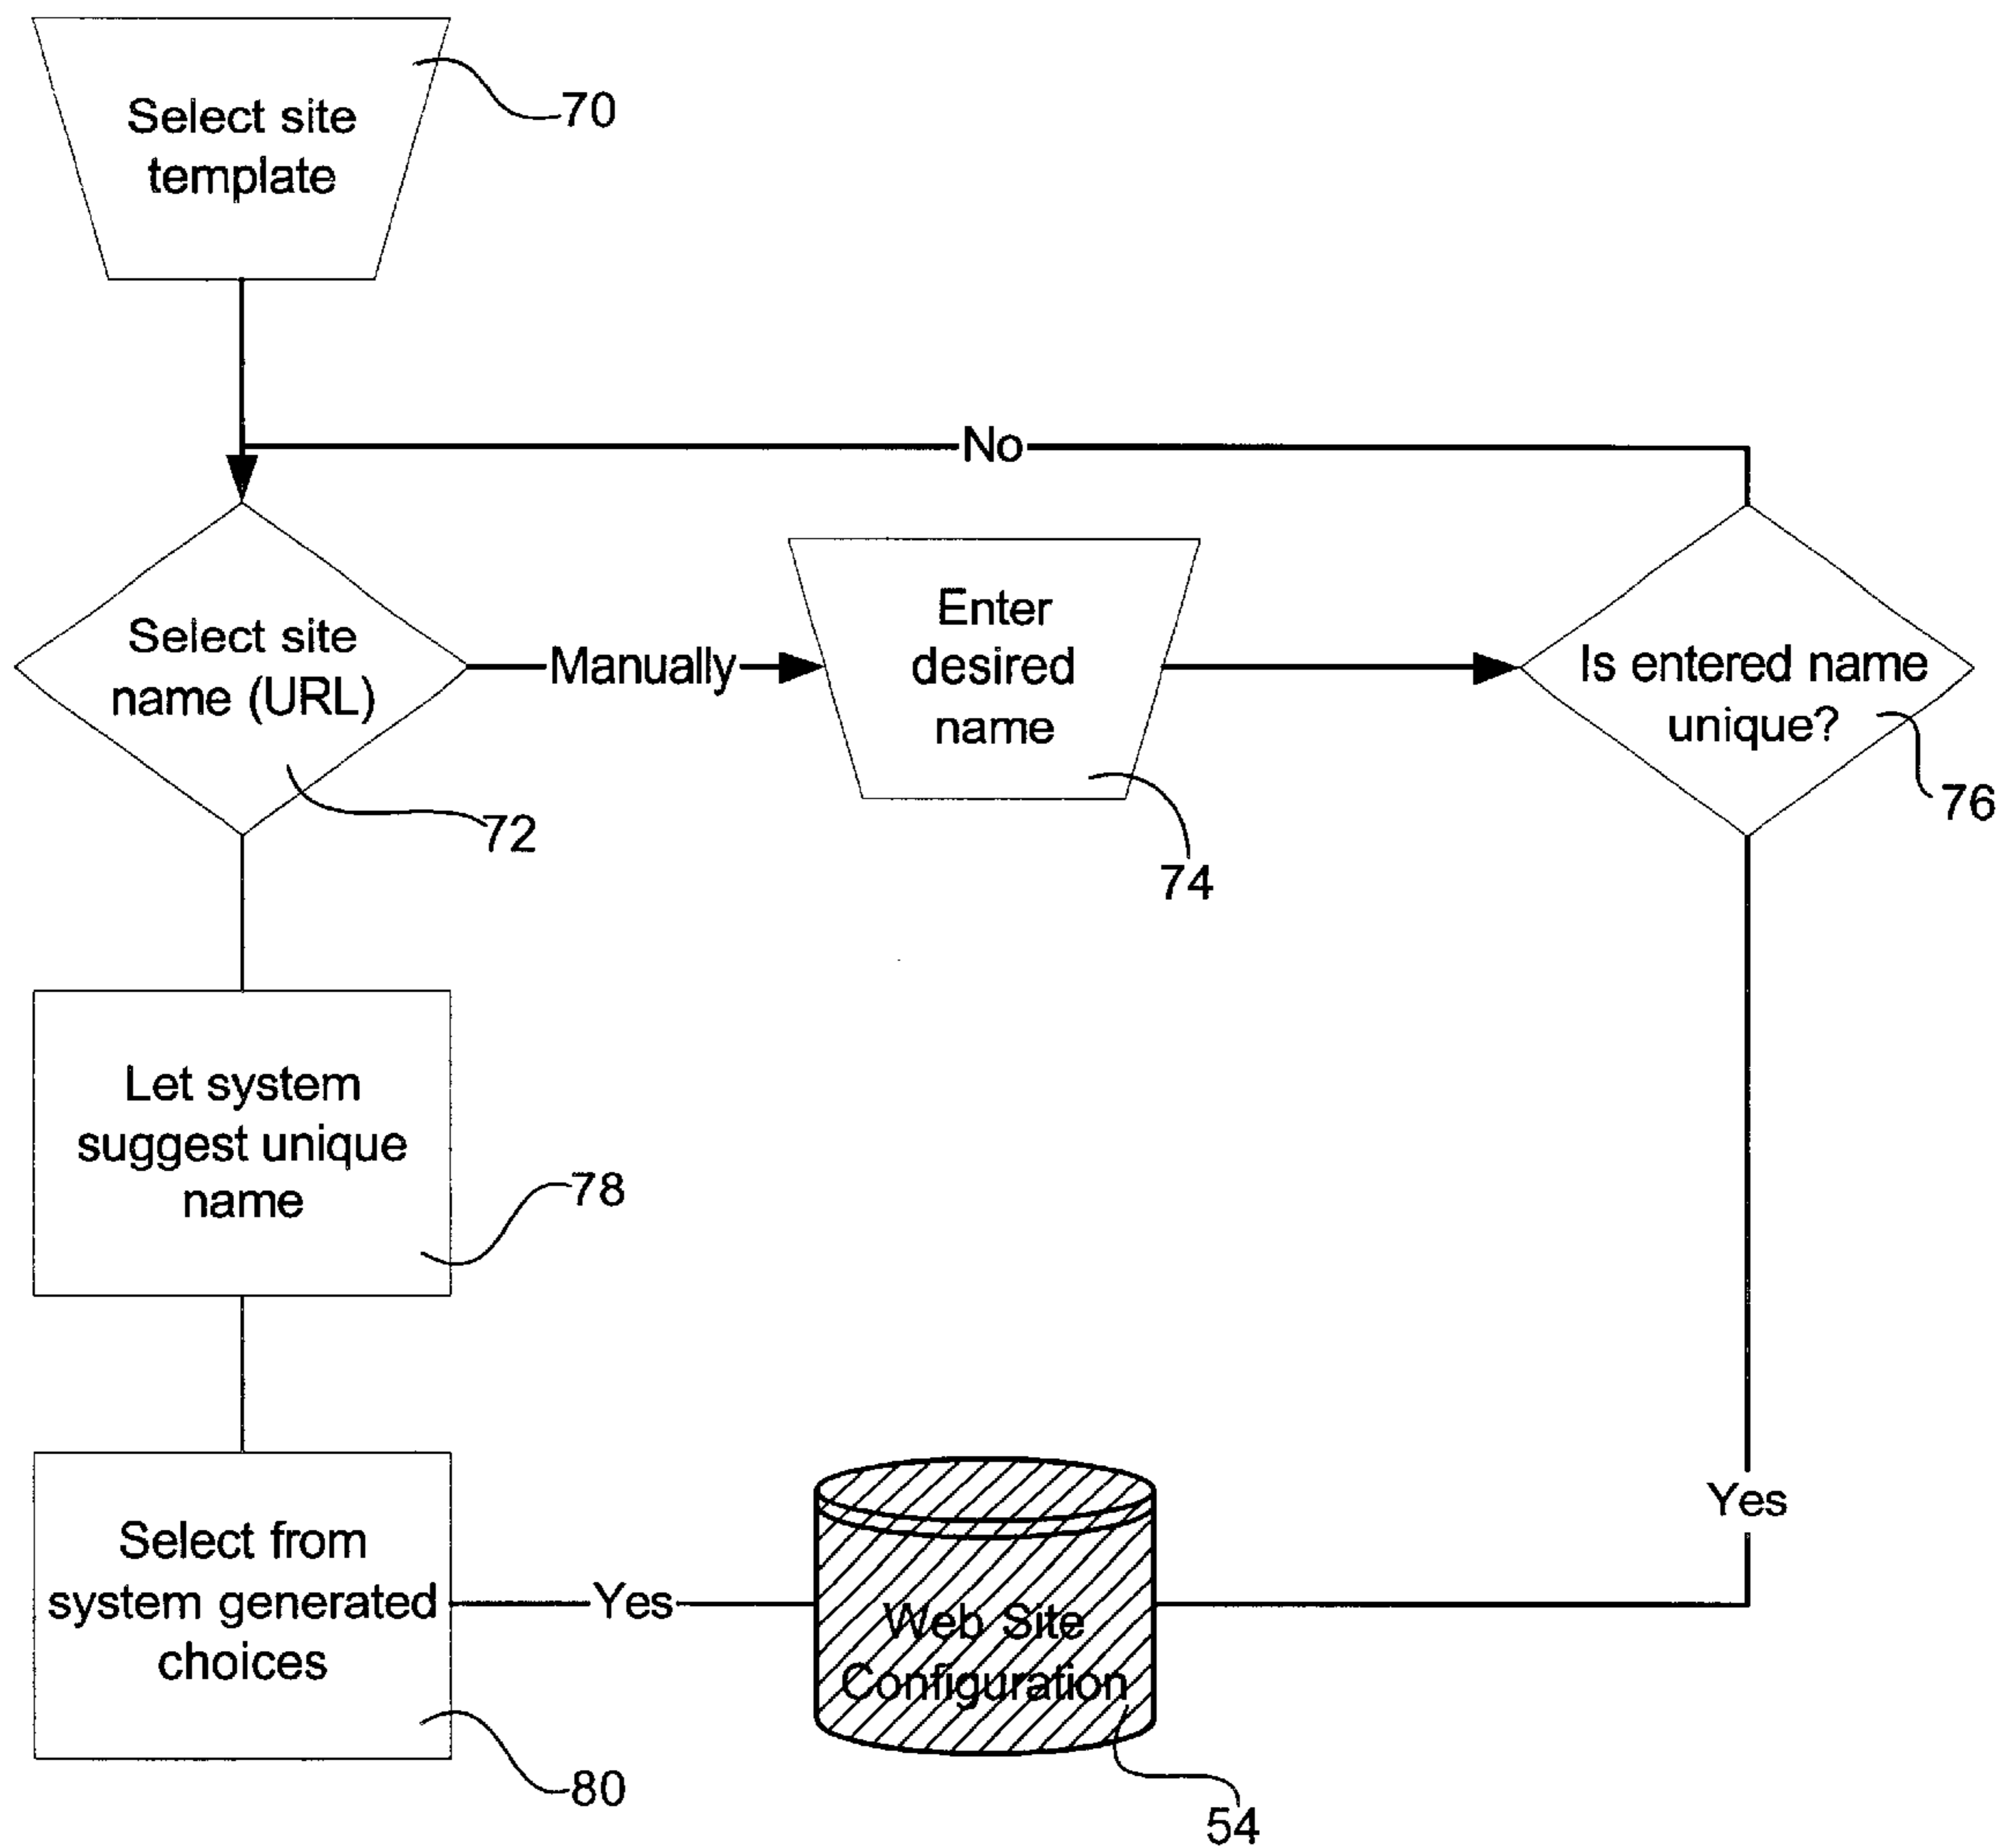 Select site
template
70
No
Select site
name (URL)
72
Manually
Enter
desired
name
74
Is entered name
unique?
76
Let system
suggest unique
name
78
Select from
system generated
choices
80
Yes
Web Site
Configuration
54
Yes